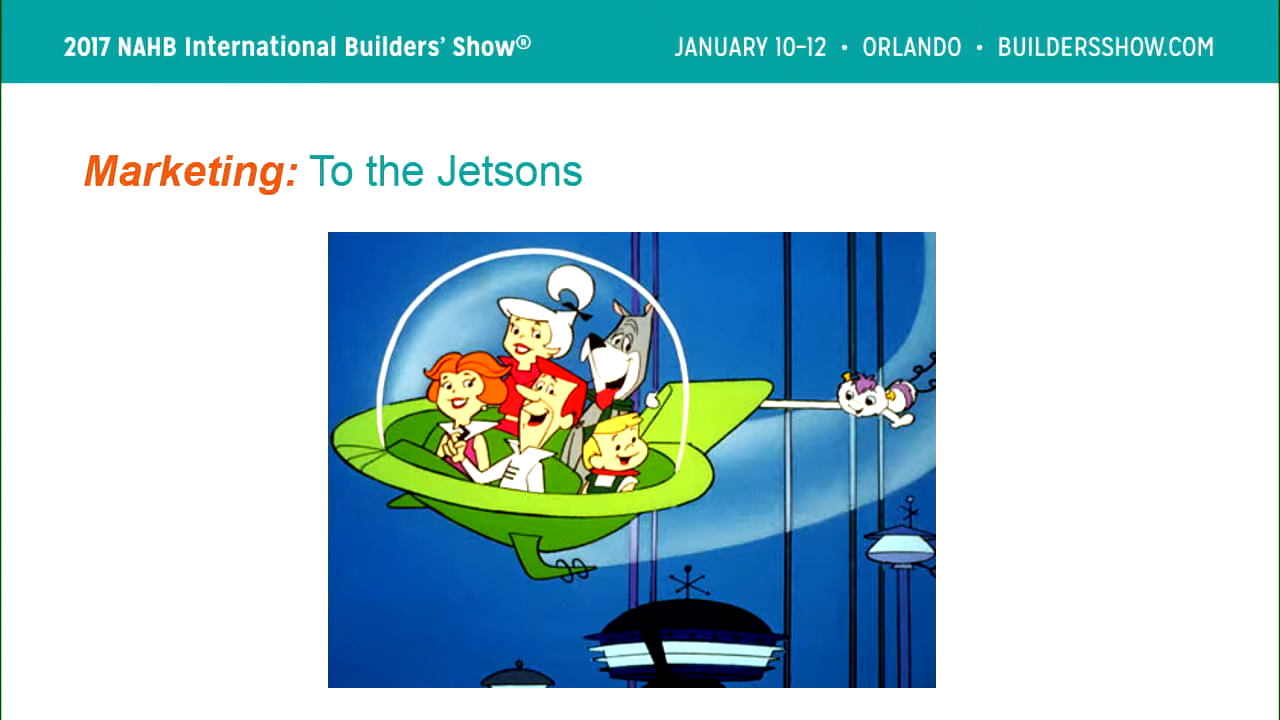 2017 NAHB International Builders' Show®
JANUARY 10–12 • ORLANDO • BUILDERSSHOW.COM
Marketing: To the Jetsons